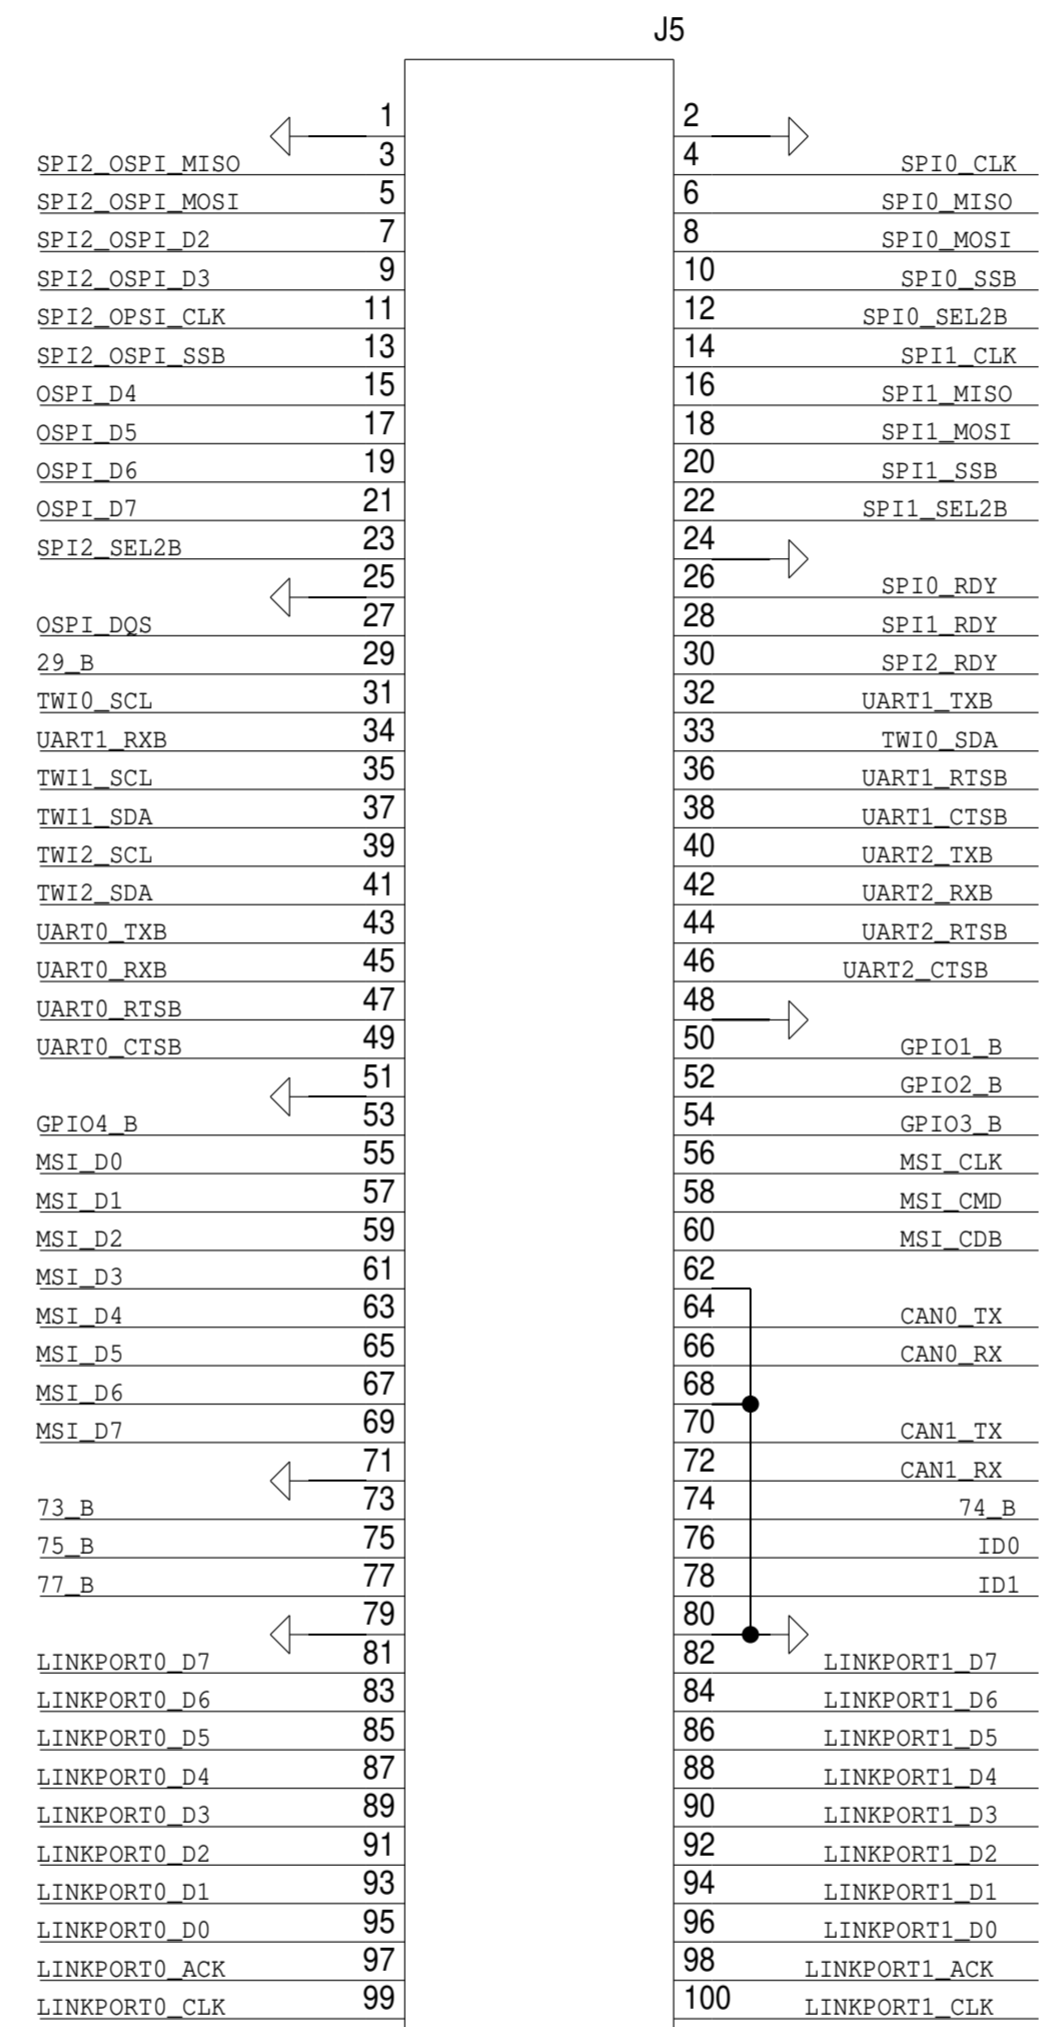 J5
1 2
SPI2_OSPI_MISO 3 4 SPI0_CLK
SPI2_OSPI_MOSI 5 6 SPI0_MISO
SPI2_OSPI_D2 7 8 SPI0_MOSI
SPI2_OSPI_D3 9 10 SPI0_SSB
SPI2_OPSI_CLK 11 12 SPI0_SEL2B
SPI2_OSPI_SSB 13 14 SPI1_CLK
OSPI_D4 15 16 SPI1_MISO
OSPI_D5 17 18 SPI1_MOSI
OSPI_D6 19 20 SPI1_SSB
OSPI_D7 21 22 SPI1_SEL2B
SPI2_SEL2B 23 24
25 26 SPI0_RDY
OSPI_DQS 27 28 SPI1_RDY
29_B 29 30 SPI2_RDY
TWI0_SCL 31 32 UART1_TXB
UART1_RXB 34 33 TWI0_SDA
TWI1_SCL 35 36 UART1_RTSB
TWI1_SDA 37 38 UART1_CTSB
TWI2_SCL 39 40 UART2_TXB
TWI2_SDA 41 42 UART2_RXB
UART0_TXB 43 44 UART2_RTSB
UART0_RXB 45 46 UART2_CTSB
UART0_RTSB 47 48
UART0_CTSB 49 50 GPIO1_B
51 52 GPIO2_B
GPIO4_B 53 54 GPIO3_B
MSI_D0 55 56 MSI_CLK
MSI_D1 57 58 MSI_CMD
MSI_D2 59 60 MSI_CDB
MSI_D3 61 62
MSI_D4 63 64 CAN0_TX
MSI_D5 65 66 CAN0_RX
MSI_D6 67 68
MSI_D7 69 70 CAN1_TX
71 72 CAN1_RX
73_B 73 74 74_B
75_B 75 76 ID0
77_B 77 78 ID1
79 80
LINKPORT0_D7 81 82 LINKPORT1_D7
LINKPORT0_D6 83 84 LINKPORT1_D6
LINKPORT0_D5 85 86 LINKPORT1_D5
LINKPORT0_D4 87 88 LINKPORT1_D4
LINKPORT0_D3 89 90 LINKPORT1_D3
LINKPORT0_D2 91 92 LINKPORT1_D2
LINKPORT0_D1 93 94 LINKPORT1_D1
LINKPORT0_D0 95 96 LINKPORT1_D0
LINKPORT0_ACK 97 98 LINKPORT1_ACK
LINKPORT0_CLK 99 100 LINKPORT1_CLK